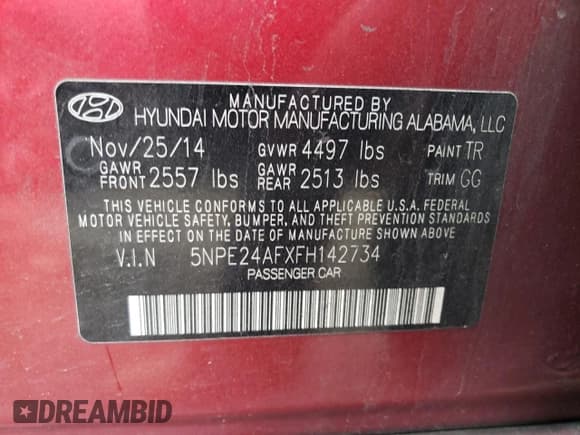 MANUFACTURED BY
HYUNDAI MOTOR MANUFACTURING ALABAMA, LLC
Nov/25/14 GVWR 4497 lbs PAINT TR
GAWR FRONT 2557 lbs GAWR REAR 2513 lbs TRIM GG
THIS VEHICLE CONFORMS TO ALL APPLICABLE U.S.A. FEDERAL
MOTOR VEHICLE SAFETY, BUMPER, AND THEFT PREVENTION STANDARDS
IN EFFECT ON THE DATE OF MANUFACTURE SHOWN ABOVE
V.I.N 5NPE24AFXFH142734
PASSENGER CAR
DREAMBID